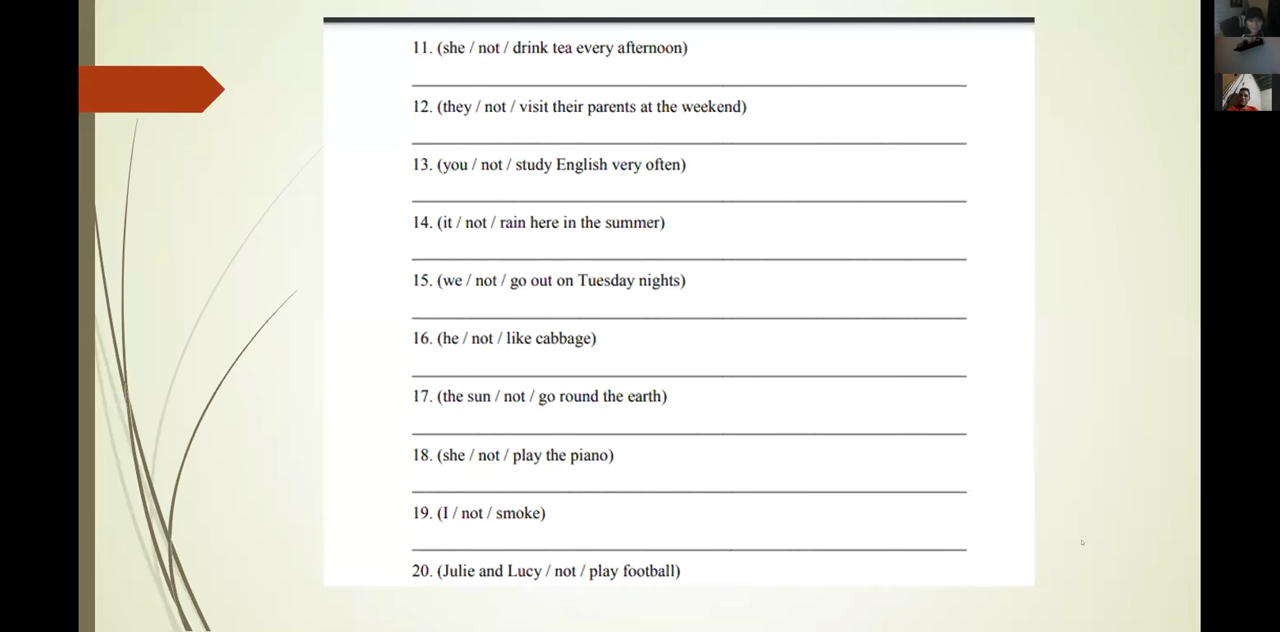 11. (she / not / drink tea every afternoon)
12. (they / not / visit their parents at the weekend)
13. (you / not / study English very often)
14. (it / not / rain here in the summer)
15. (we / not / go out on Tuesday nights)
16. (he / not / like cabbage)
17. (the sun / not / go round the earth)
18. (she / not / play the piano)
19. (I / not / smoke)
20. (Julie and Lucy / not / play football)